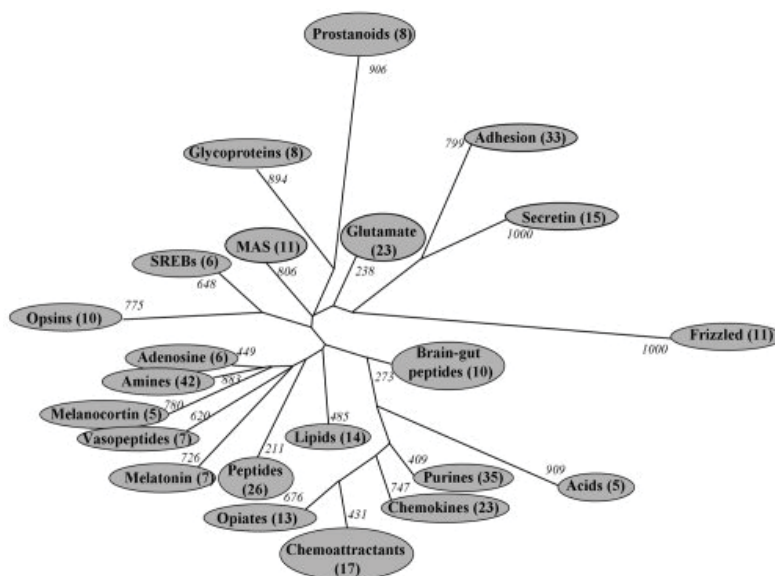 Prostanoids (8)
906
799
Adhesion (33)
Glycoproteins (8)
894
Secretin (15)
1000
Glutamate
(23)
238
MAS (11)
806
SREBs (6)
648
775
Opsins (10)
Frizzled (11)
1000
Adenosine (6)
449
Amines (42)
883
Brain-gut
peptides (10)
273
Melanocortin (5)
780
Vasopeptides (7)
620
485
Lipids (14)
726
Melatonin (7)
211
Peptides
(26)
409
Purines (35)
909
Acids (5)
676
Opiates (13)
747
Chemokines (23)
431
Chemoattractants
(17)